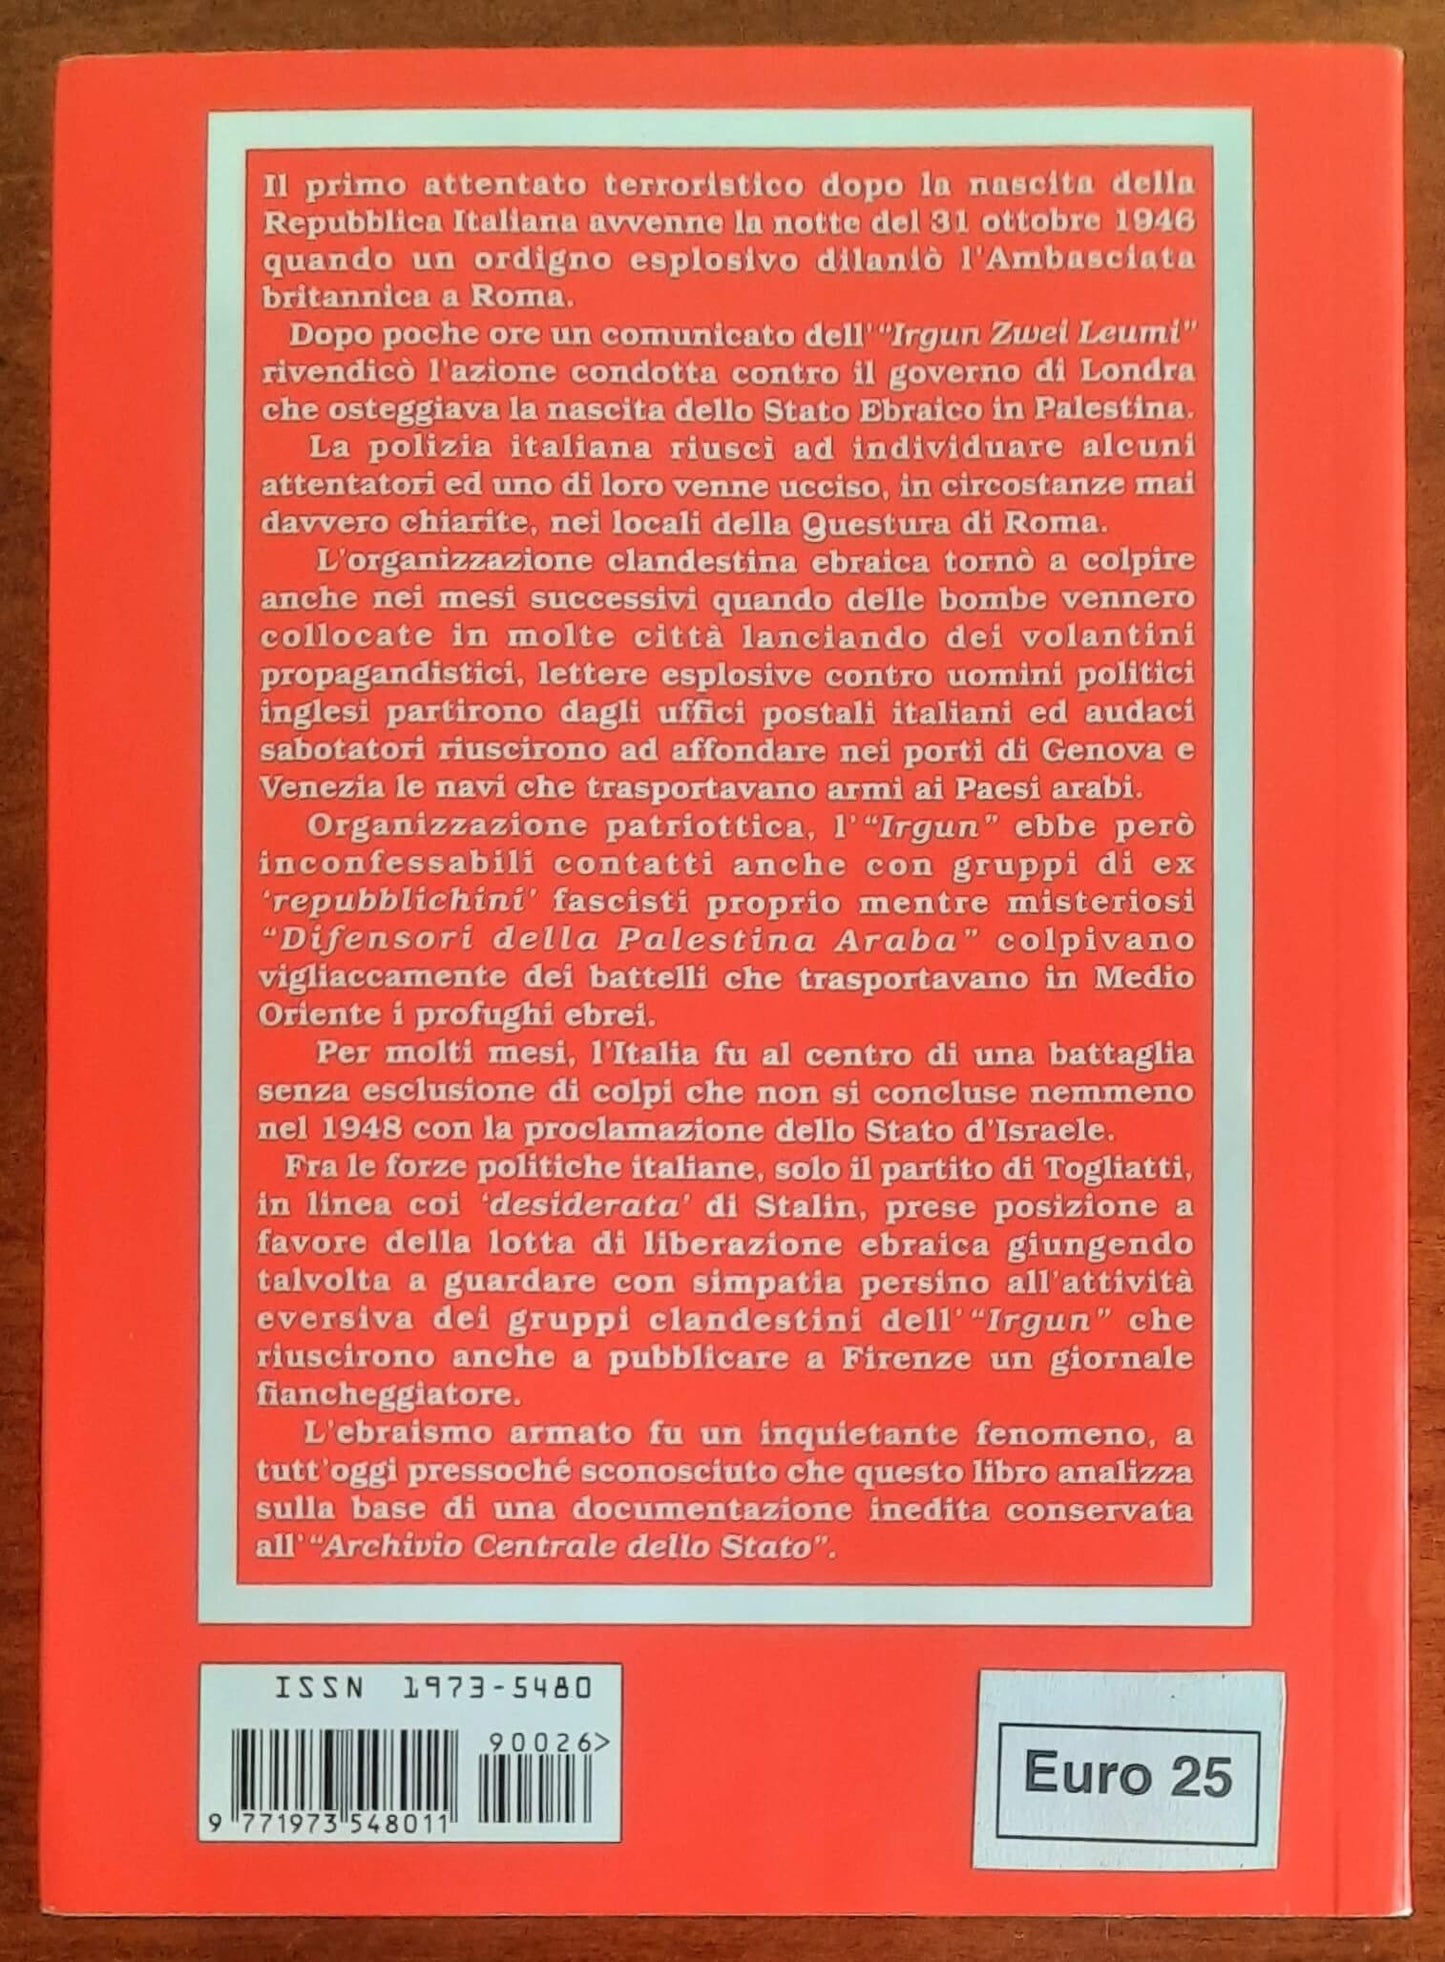 Il primo attentato terroristico dopo la nascita della
Repubblica Italiana avvenne la notte del 31 ottobre 1946
quando un ordigno esplosivo dilaniò l'Ambasciata
britannica a Roma.
Dopo poche ore un comunicato dell'“Irgun Zwei Leumi”
rivendicò l'azione condotta contro il governo di Londra
che osteggiava la nascita dello Stato Ebraico in Palestina.
La polizia italiana riuscì ad individuare alcuni
attentatori ed uno di loro venne ucciso, in circostanze mai
davvero chiarite, nei locali della Questura di Roma.
L'organizzazione clandestina ebraica tornò a colpire
anche nei mesi successivi quando delle bombe vennero
collocate in molte città lanciando dei volantini
propagandistici, lettere esplosive contro uomini politici
inglesi partirono dagli uffici postali italiani ed audaci
sabotatori riuscirono ad affondare nei porti di Genova e
Venezia le navi che trasportavano armi ai Paesi arabi.
Organizzazione patriottica, l'“Irgun” ebbe però
inconfessabili contatti anche con gruppi di ex
‘repubblichini’ fascisti proprio mentre misteriosi
“Difensori della Palestina Araba” colpivano
vigliaccamente dei battelli che trasportavano in Medio
Oriente i profughi ebrei.
Per molti mesi, l'Italia fu al centro di una battaglia
senza esclusione di colpi che non si concluse nemmeno
nel 1948 con la proclamazione dello Stato d'Israele.
Fra le forze politiche italiane, solo il partito di Togliatti,
in linea coi ‘desiderata’ di Stalin, prese posizione a
favore della lotta di liberazione ebraica giungendo
talvolta a guardare con simpatia persino all'attività
eversiva dei gruppi clandestini dell'“Irgun” che
riuscirono anche a pubblicare a Firenze un giornale
fiancheggiatore.
L'ebraismo armato fu un inquietante fenomeno, a
tutt'oggi pressoché sconosciuto che questo libro analizza
sulla base di una documentazione inedita conservata
all'“Archivio Centrale dello Stato”.
ISSN 1973-5480
90026>
9 771973 548011
Euro 25